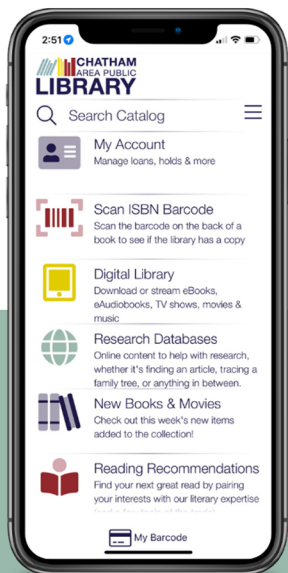 2:51
CHATHAM
AREA PUBLIC
LIBRARY
Search Catalog
My Account
Manage loans, holds & more
Scan ISBN Barcode
Scan the barcode on the back of a
book to see if the library has a copy
Digital Library
Download or stream eBooks,
eAudiobooks, TV shows, movies &
music
Research Databases
Online content to help with research,
whether it's finding an article, tracing a
family tree, or anything in between.
New Books & Movies
Check out this week's new items
added to the collection!
Reading Recommendations
Find your next great read by pairing
your interests with our literary expertise
My Barcode